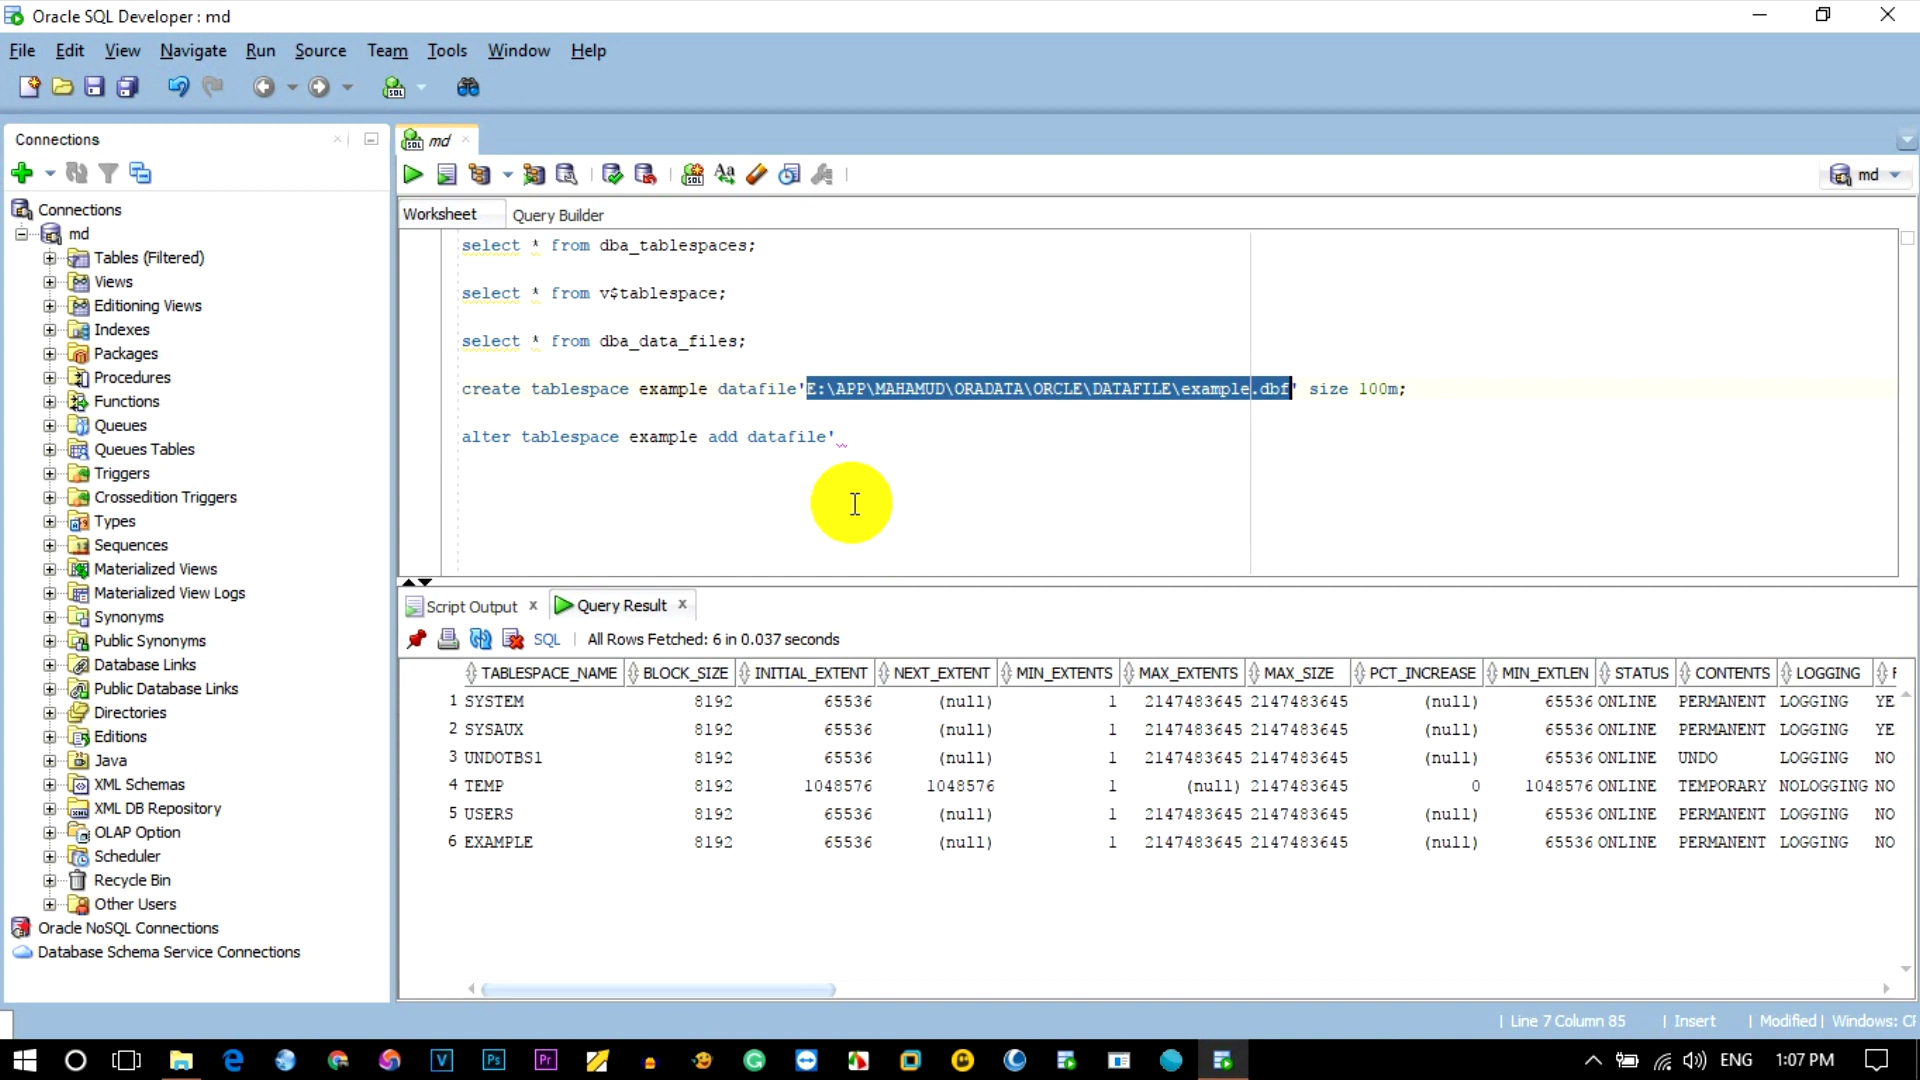 Oracle SQL Developer : md
File Edit View Navigate Run Source Team Tools Window Help
Connections
md
md
Worksheet Query Builder
Connections
md
Tables (Filtered)
Views
Editioning Views
Indexes
Packages
Procedures
Functions
Queues
Queues Tables
Triggers
Crossedition Triggers
Types
Sequences
Materialized Views
Materialized View Logs
Synonyms
Public Synonyms
Database Links
Public Database Links
Directories
Editions
Java
XML Schemas
XML DB Repository
OLAP Option
Scheduler
Recycle Bin
Other Users
Oracle NoSQL Connections
Database Schema Service Connections
select * from dba_tablespaces;
select * from v$tablespace;
select * from dba_data_files;
create tablespace example datafile'E:\APP\MAHAMUD\ORADATA\ORCLE\DATAFILE\example.dbf' size 100m;
alter tablespace example add datafile'
Script Output x Query Result x
SQL | All Rows Fetched: 6 in 0.037 seconds
TABLESPACE_NAME BLOCK_SIZE INITIAL_EXTENT NEXT_EXTENT MIN_EXTENTS MAX_EXTENTS MAX_SIZE PCT_INCREASE MIN_EXTLEN STATUS CONTENTS LOGGING F
1 SYSTEM 8192 65536 (null) 1 2147483645 2147483645 (null) 65536 ONLINE PERMANENT LOGGING YE
2 SYSAUX 8192 65536 (null) 1 2147483645 2147483645 (null) 65536 ONLINE PERMANENT LOGGING YE
3 UNDOTBS1 8192 65536 (null) 1 2147483645 2147483645 (null) 65536 ONLINE UNDO LOGGING NO
4 TEMP 8192 1048576 1048576 1 (null) 2147483645 0 1048576 ONLINE TEMPORARY NOLOGGING NO
5 USERS 8192 65536 (null) 1 2147483645 2147483645 (null) 65536 ONLINE PERMANENT LOGGING NO
6 EXAMPLE 8192 65536 (null) 1 2147483645 2147483645 (null) 65536 ONLINE PERMANENT LOGGING NO
| Line 7 Column 85 | Insert | Modified | Windows: CF
ENG 1:07 PM